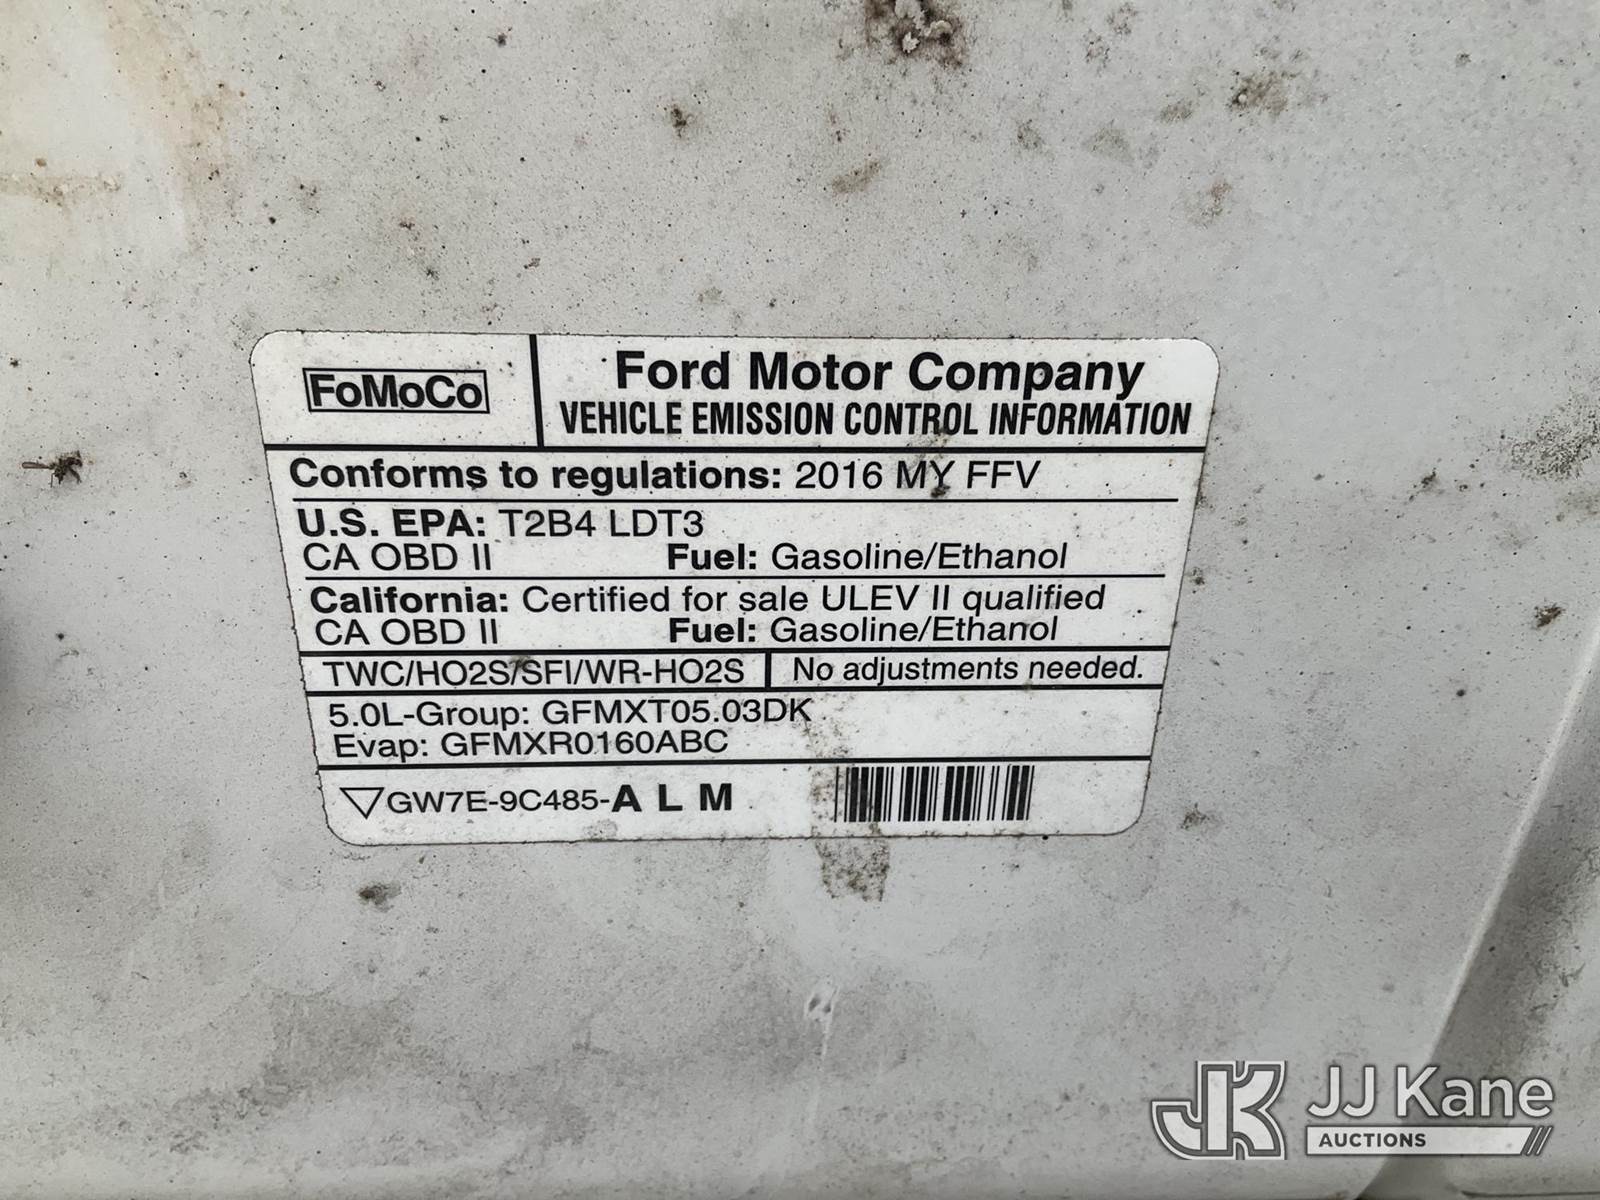 FoMoCo
Ford Motor Company
VEHICLE EMISSION CONTROL INFORMATION
Conforms to regulations: 2016 MY FFV
U.S. EPA: T2B4 LDT3
CA OBD II Fuel: Gasoline/Ethanol
California: Certified for sale ULEV II qualified
CA OBD II Fuel: Gasoline/Ethanol
TWC/HO2S/SFI/WR-HO2S No adjustments needed.
5.0L-Group: GFMXT05.03DK
Evap: GFMXR0160ABC
GW7E-9C485-A L M
JK JJ Kane
AUCTIONS